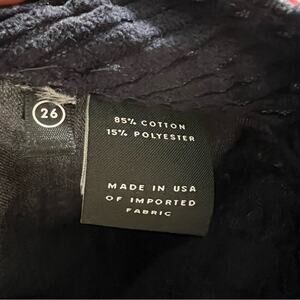 26
85% COTTON
15% POLYESTER
MADE IN USA
OF IMPORTED
FABRIC